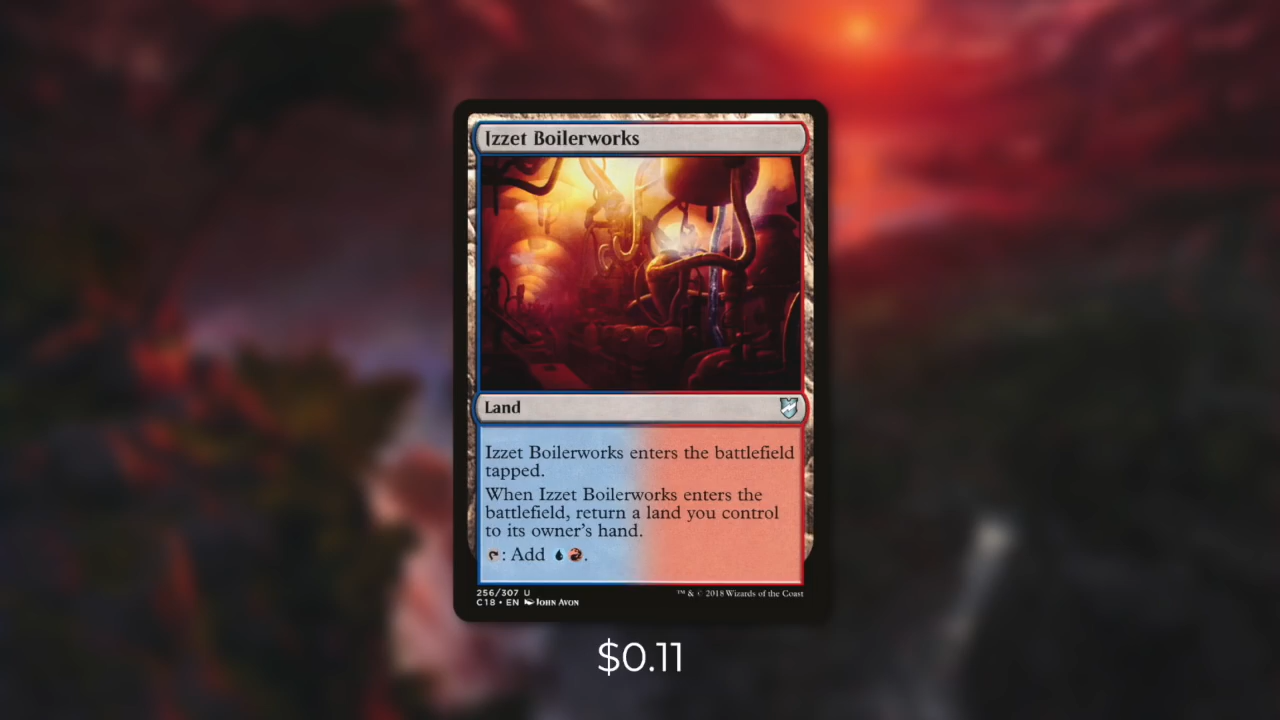 Izzet Boilerworks
Land
Izzet Boilerworks enters the battlefield
tapped.
When Izzet Boilerworks enters the
battlefield, return a land you control
to its owner's hand.
: Add .
256/307 U
C18 • EN John Avon
™ & © 2018 Wizards of the Coast
$0.11